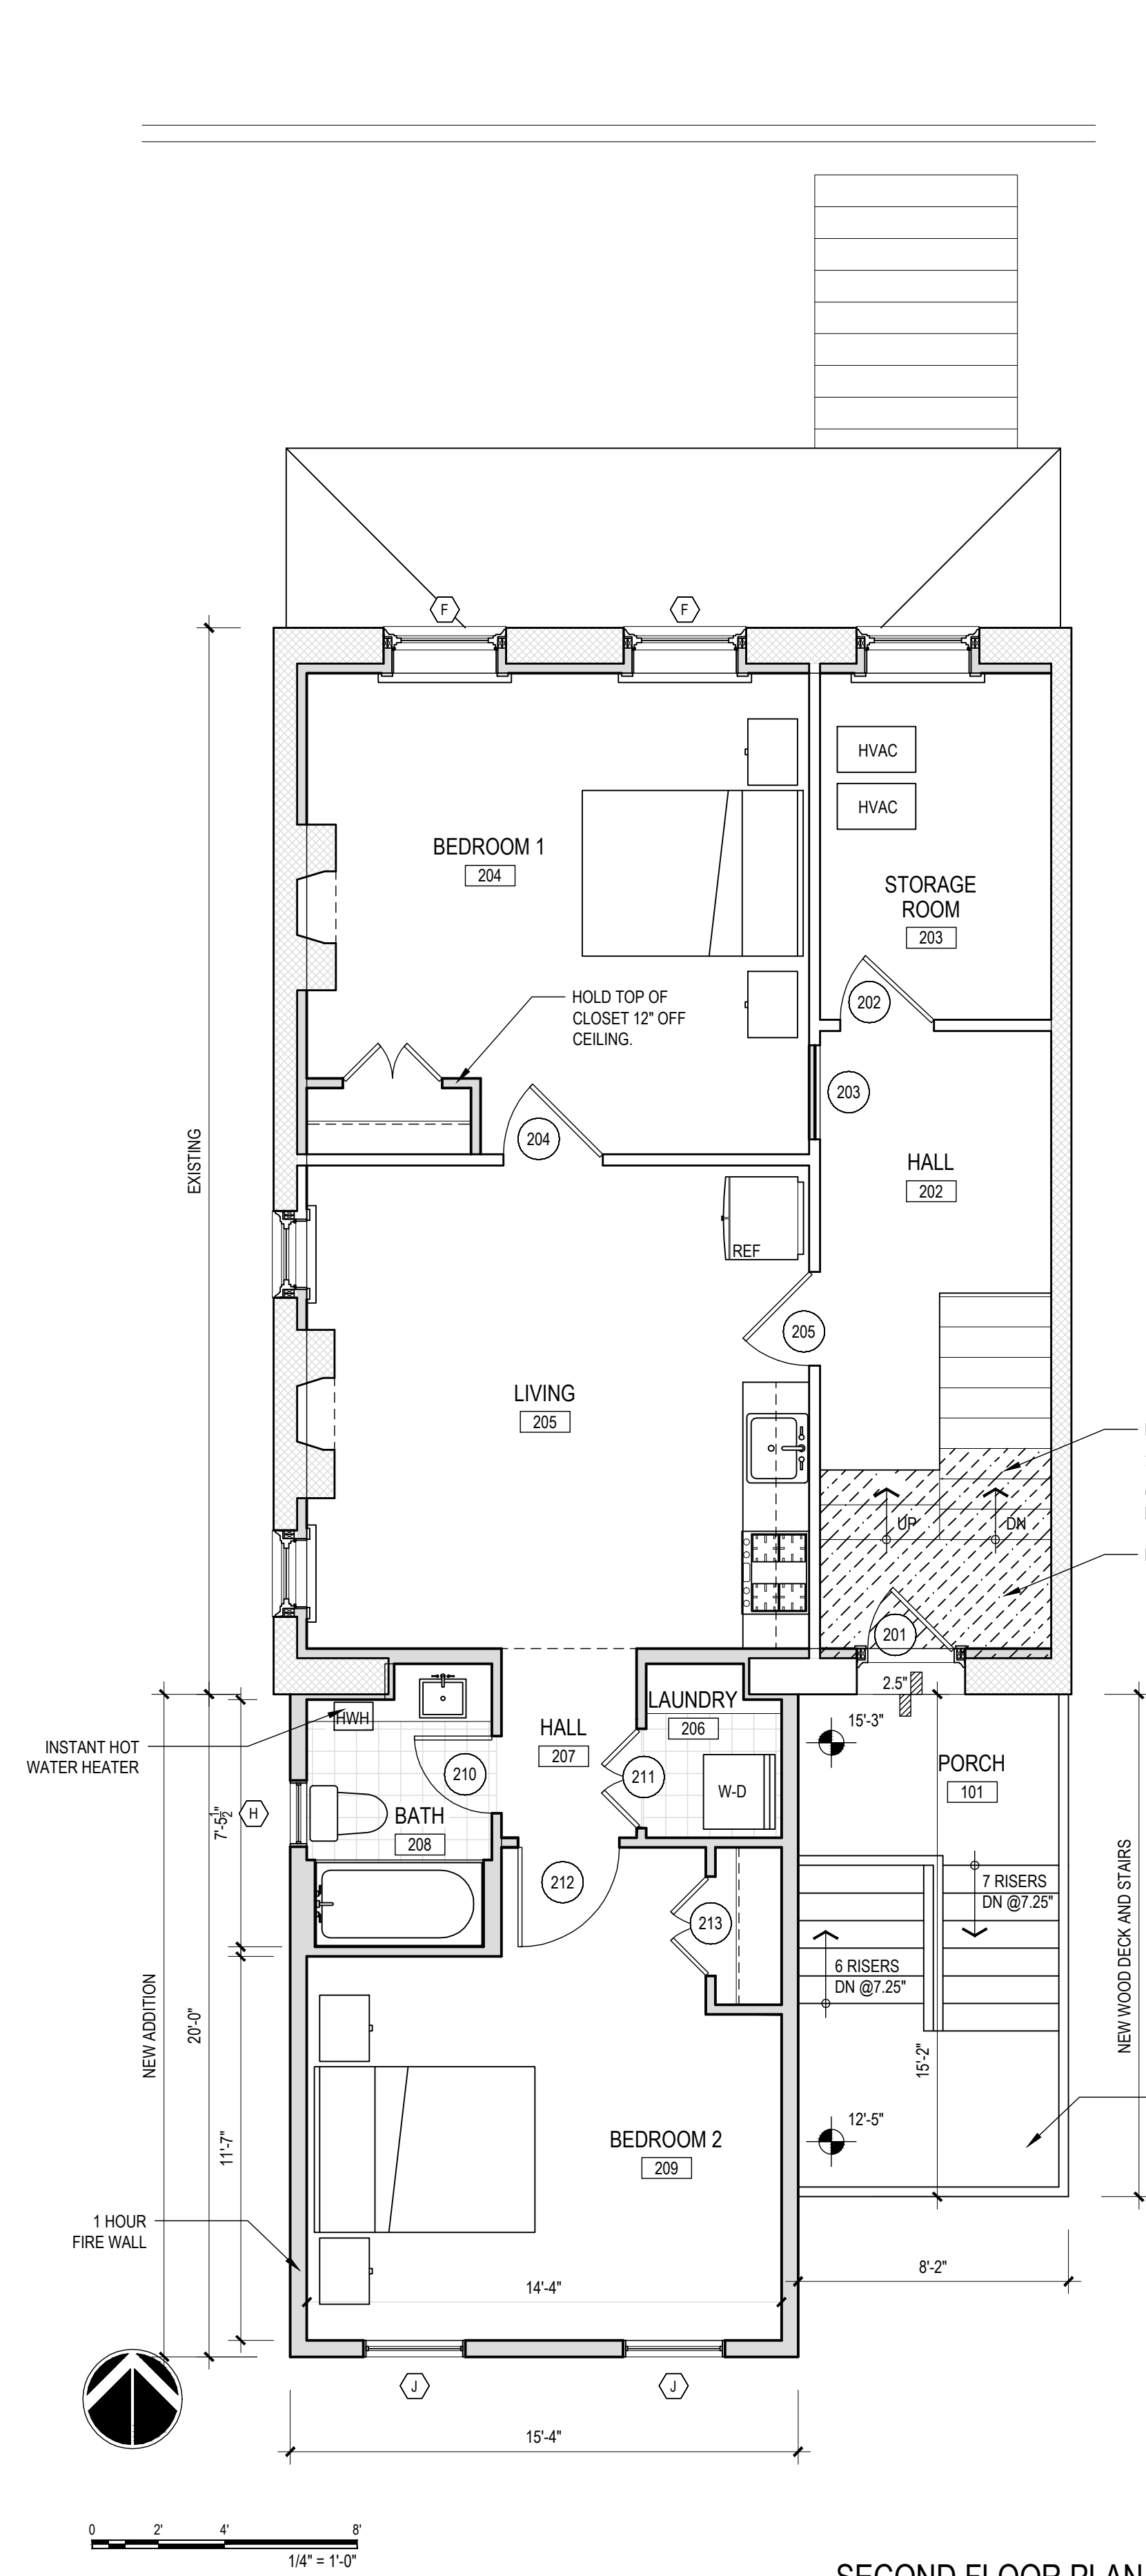 F
F
HVAC
HVAC
BEDROOM 1
204
STORAGE
ROOM
203
202
HOLD TOP OF
CLOSET 12" OFF
CEILING.
203
204
EXISTING
HALL
202
REF
205
LIVING
205
UP
DN
201
2.5"
LAUNDRY
206
15'-3"
HWH
HALL
207
INSTANT HOT
WATER HEATER
PORCH
101
210
211
W-D
H
7'-5½"
BATH
208
212
213
7 RISERS
DN @7.25"
6 RISERS
DN @7.25"
NEW ADDITION
20'-0"
NEW WOOD DECK AND STAIRS
15'-2"
12'-5"
11'-7"
BEDROOM 2
209
1 HOUR
FIRE WALL
14'-4"
8'-2"
J
J
15'-4"
0 2' 4' 8'
1/4" = 1'-0"
SECOND FLOOR PLAN